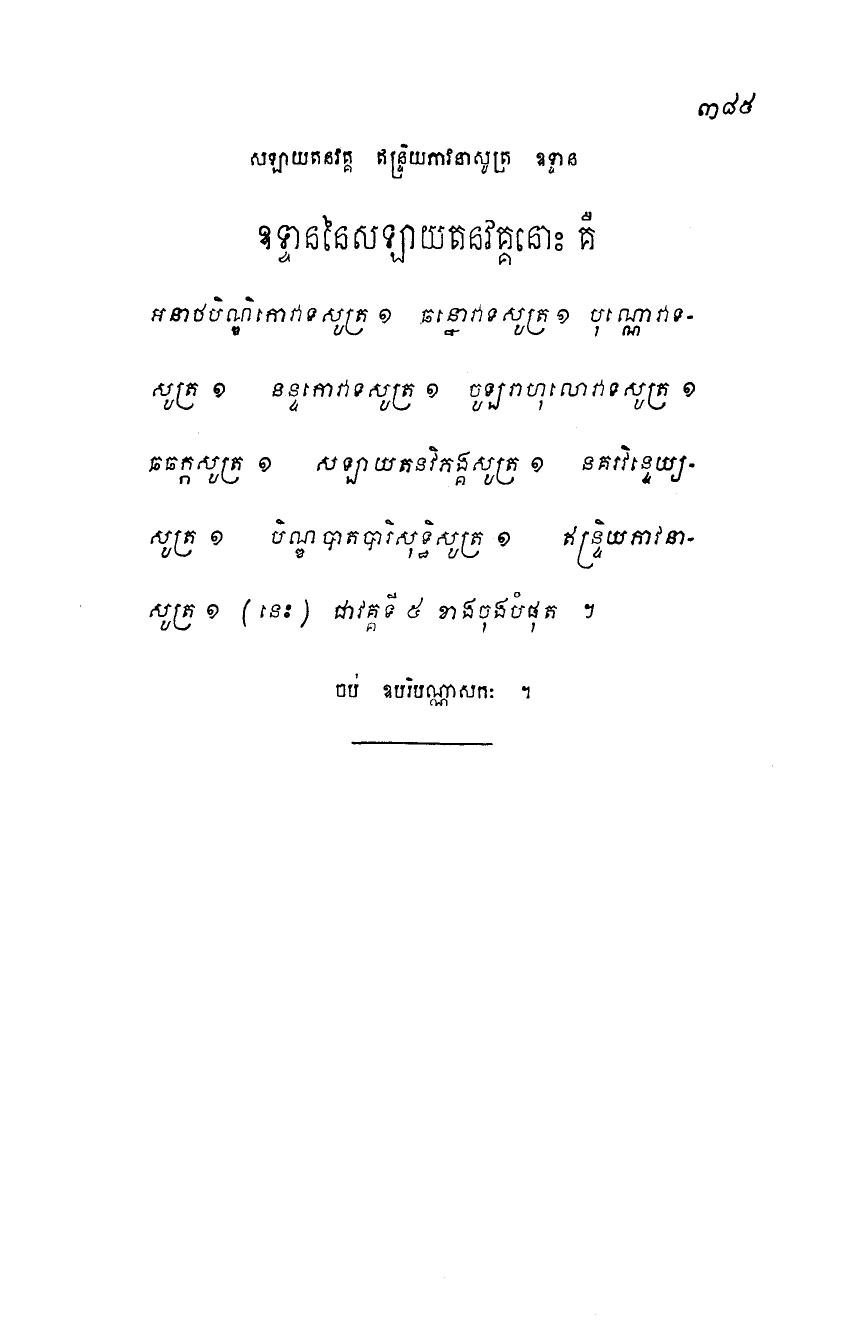 ៣៨៥
សឡាយតនវគ្គ ឥន្ទ្រិយភាវនាសូត្រ ឧទ្ទាន
ឧទ្ទាននៃសឡាយតនវគ្គនោះ គឺ
អនាថបិណ្ឌិកោវាទសូត្រ ១ ឆន្នោវាទសូត្រ ១ បុណ្ណោវាទ-
សូត្រ ១ នន្ទកោវាទសូត្រ ១ ចូឡរាហុលោវាទសូត្រ ១
ឆឆក្កសូត្រ ១ សឡាយតនវិភង្គសូត្រ ១ នគរវិន្ទេយ្យ-
សូត្រ ១ បិណ្ឌបាតបារិសុទ្ធិសូត្រ ១ ឥន្ទ្រិយភាវនា-
សូត្រ ១ (នេះ) ជាវគ្គទី ៥ ខាងចុងបំផុត ។
ចប់ ឧបរិបណ្ណាសកៈ ។